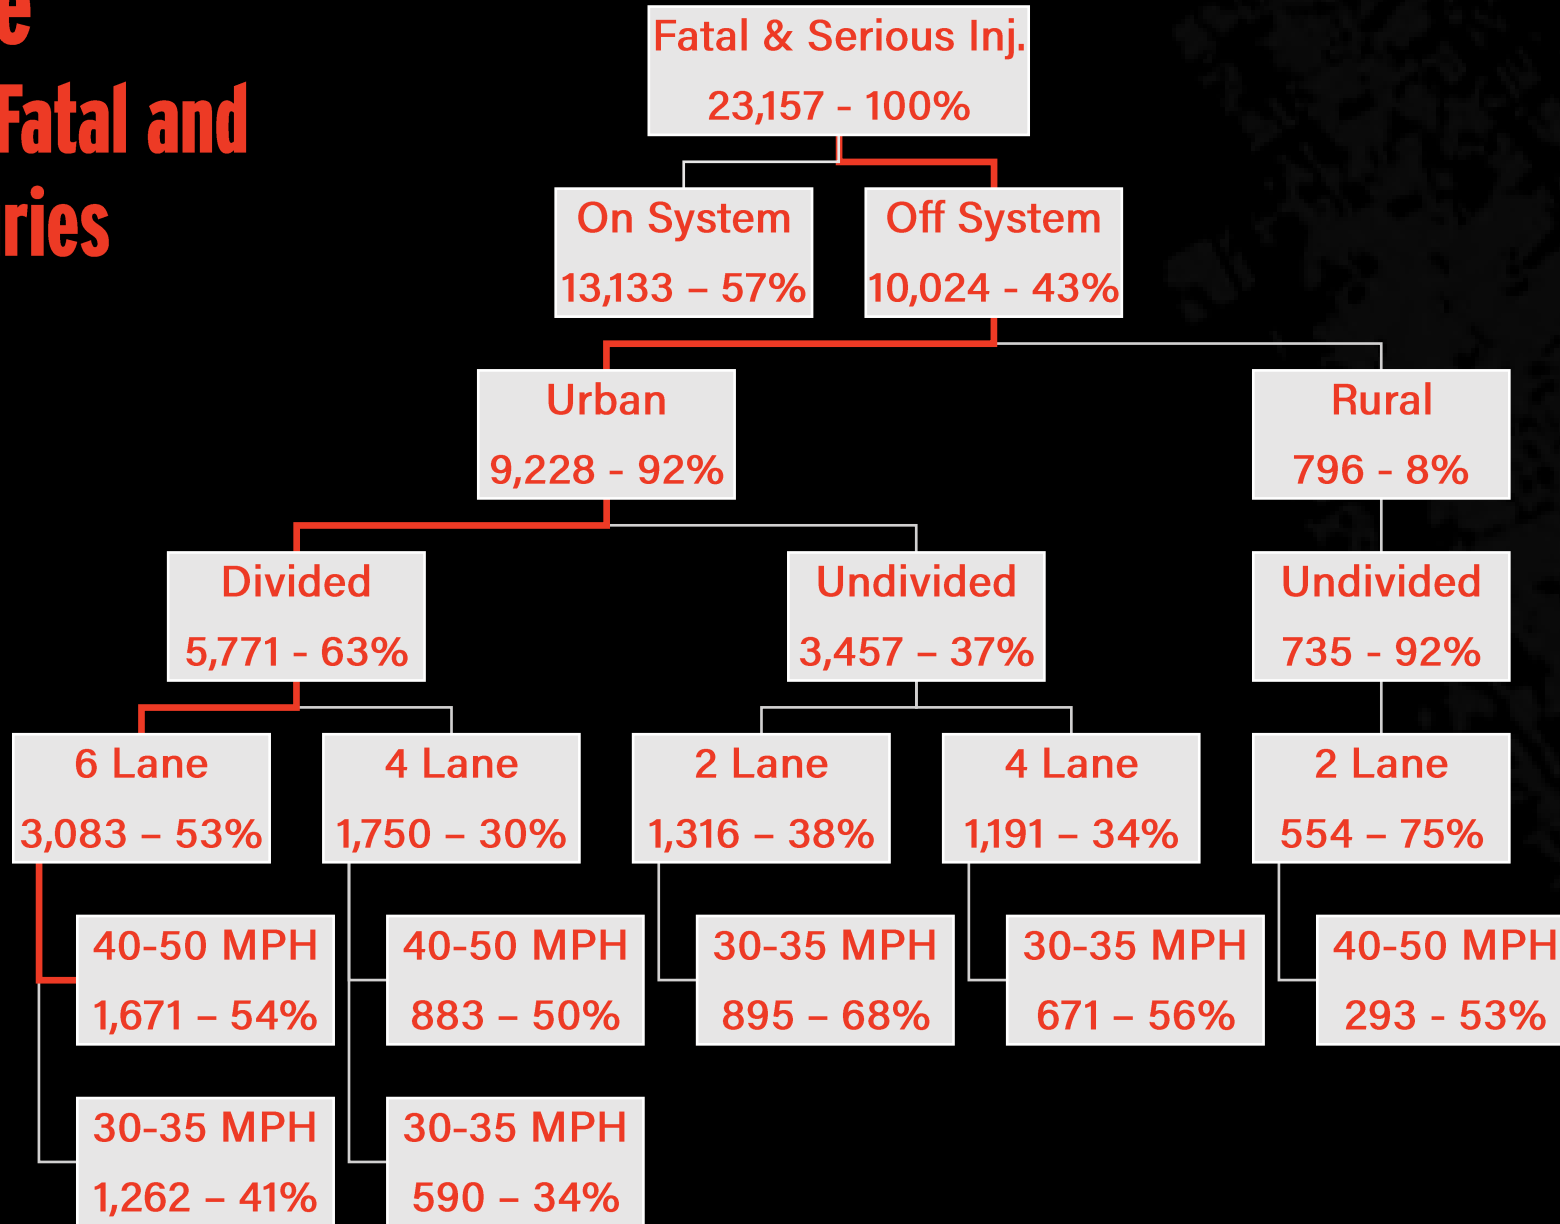 Fatal and
Fatal & Serious Inj.
23,157 - 100%
On System
13,133 – 57%
Off System
10,024 - 43%
Urban
9,228 - 92%
Rural
796 - 8%
Divided
5,771 - 63%
Undivided
3,457 – 37%
Undivided
735 - 92%
6 Lane
3,083 – 53%
4 Lane
1,750 – 30%
2 Lane
1,316 – 38%
4 Lane
1,191 – 34%
2 Lane
554 – 75%
40-50 MPH
1,671 – 54%
40-50 MPH
883 – 50%
30-35 MPH
895 – 68%
30-35 MPH
671 – 56%
40-50 MPH
293 - 53%
30-35 MPH
1,262 – 41%
30-35 MPH
590 – 34%